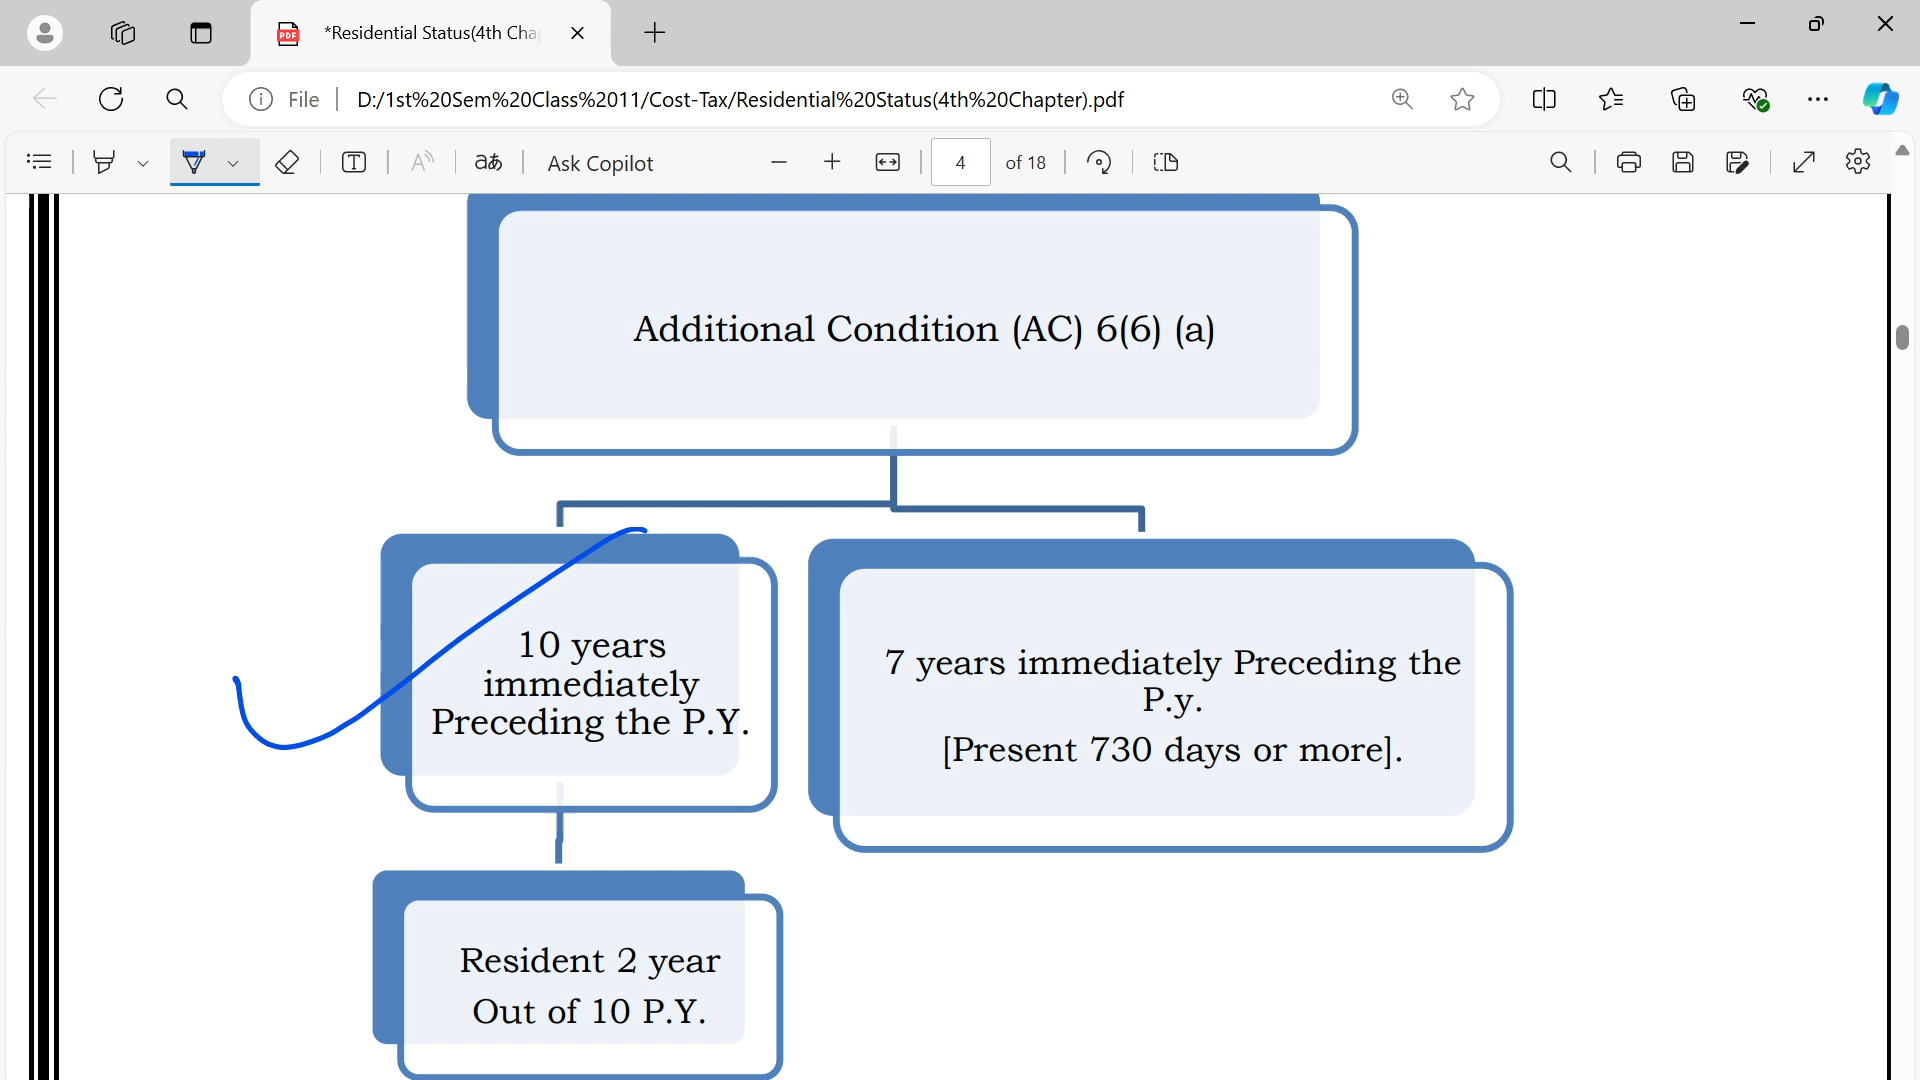 *Residential Status(4th Cha
File
D:/1st%20Sem%20Class%2011/Cost-Tax/Residential%20Status(4th%20Chapter).pdf
aあ
Ask Copilot
4
of 18
Additional Condition (AC) 6(6) (a)
10 years
immediately
Preceding the P.Y.
7 years immediately Preceding the
P.y.
[Present 730 days or more].
Resident 2 year
Out of 10 P.Y.